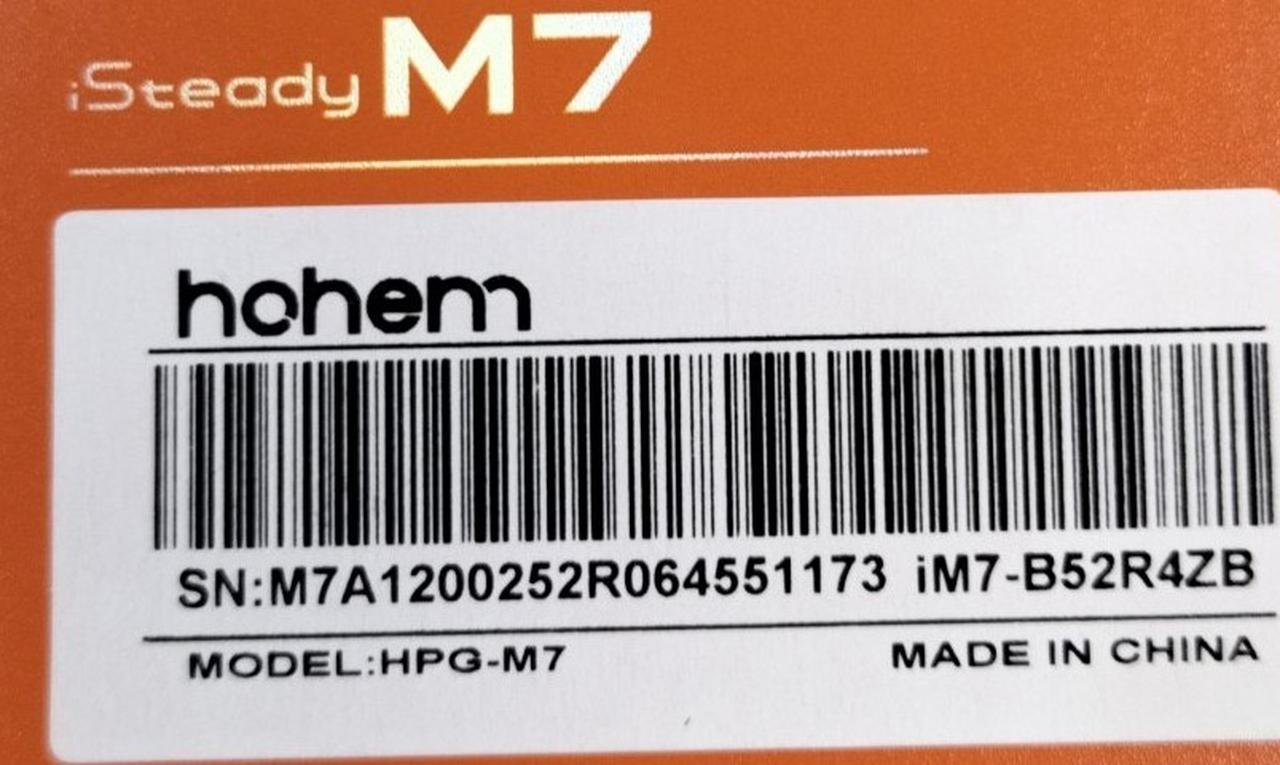 iSteady M7
hohem
SN:M7A1200252R064551173 iM7-B52R4ZB
MODEL:HPG-M7 MADE IN CHINA